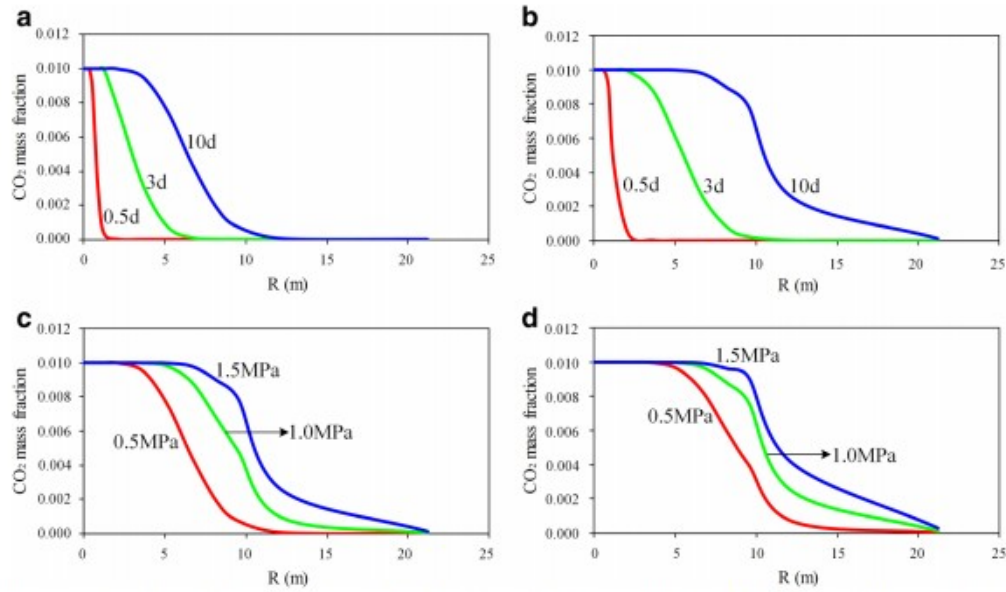 a
0.012
0.010
0.008
0.006
0.004
0.002
0.000
CO₂ mass fraction
0.5d
3d
10d
0 5 10 15 20 25
R (m)
b
0.012
0.010
0.008
0.006
0.004
0.002
0.000
CO₂ mass fraction
0.5d
3d
10d
0 5 10 15 20 25
R (m)
c
0.012
0.010
0.008
0.006
0.004
0.002
0.000
CO₂ mass fraction
1.5MPa
0.5MPa
1.0MPa
0 5 10 15 20 25
R (m)
d
0.012
0.010
0.008
0.006
0.004
0.002
0.000
CO₂ mass fraction
1.5MPa
0.5MPa
1.0MPa
0 5 10 15 20 25
R (m)